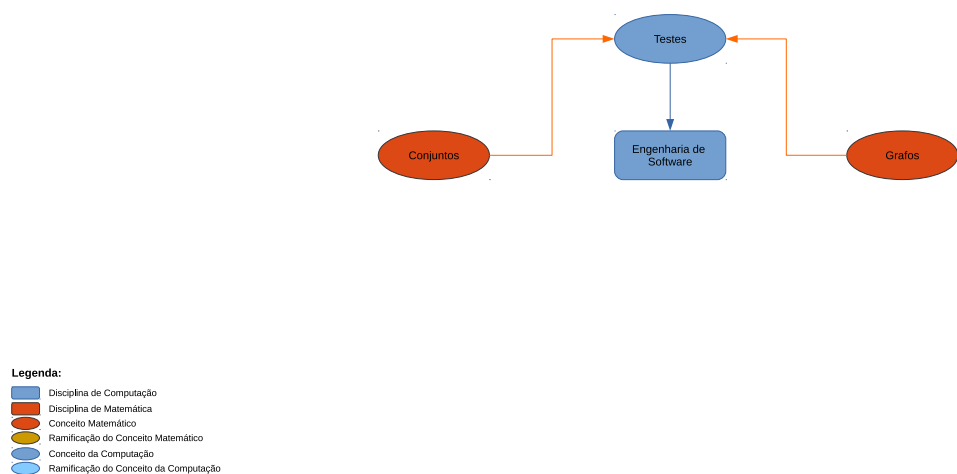 Testes
Conjuntos
Engenharia de
Software
Grafos
Legenda:
Disciplina de Computação
Disciplina de Matemática
Conceito Matemático
Ramificação do Conceito Matemático
Conceito da Computação
Ramificação do Conceito da Computação